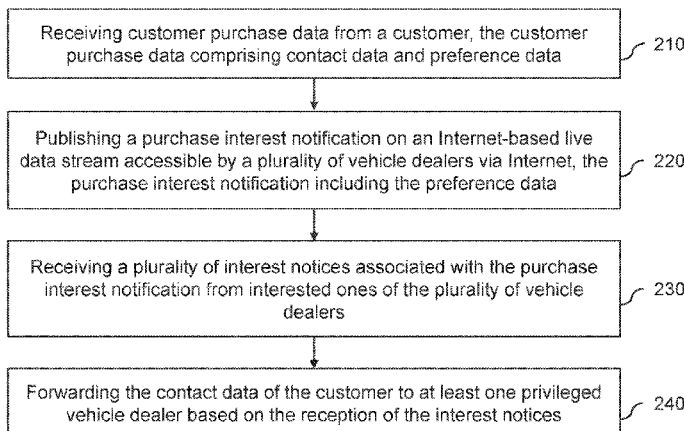 Receiving customer purchase data from a customer, the customer
purchase data comprising contact data and preference data
210
Publishing a purchase interest notification on an Internet-based live
data stream accessible by a plurality of vehicle dealers via Internet, the
purchase interest notification including the preference data
220
Receiving a plurality of interest notices associated with the purchase
interest notification from interested ones of the plurality of vehicle
dealers
230
Forwarding the contact data of the customer to at least one privileged
vehicle dealer based on the reception of the interest notices
240